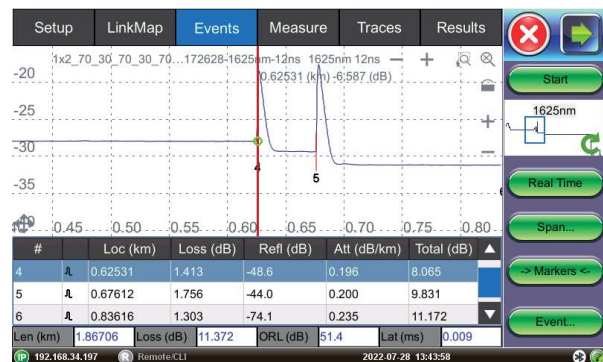 Setup LinkMap Events Measure Traces Results
1x2_70_30_70_30_70...172628-1625nm-12ns 1625nm 12ns
0.62531 (km) -6.587 (dB)
-20
-25
-30
-35
4
5
6
0.45 0.50 0.55 0.60 0.65 0.70 0.75 0.80
# Loc (km) Loss (dB) Refl (dB) Att (dB/km) Total (dB)
4 0.62531 1.413 -48.6 0.196 8.065
5 0.67612 1.756 -44.0 0.200 9.831
6 0.83616 1.303 -74.1 0.235 11.172
Len (km) 1.86706 Loss (dB) 11.372 ORL (dB) 51.4 Lat (ms) 0.009
IP 192.168.34.197 R Remote/CLI 2022-07-28 13:43:58
Start
1625nm
Real Time
Span...
-> Markers <-
Event...